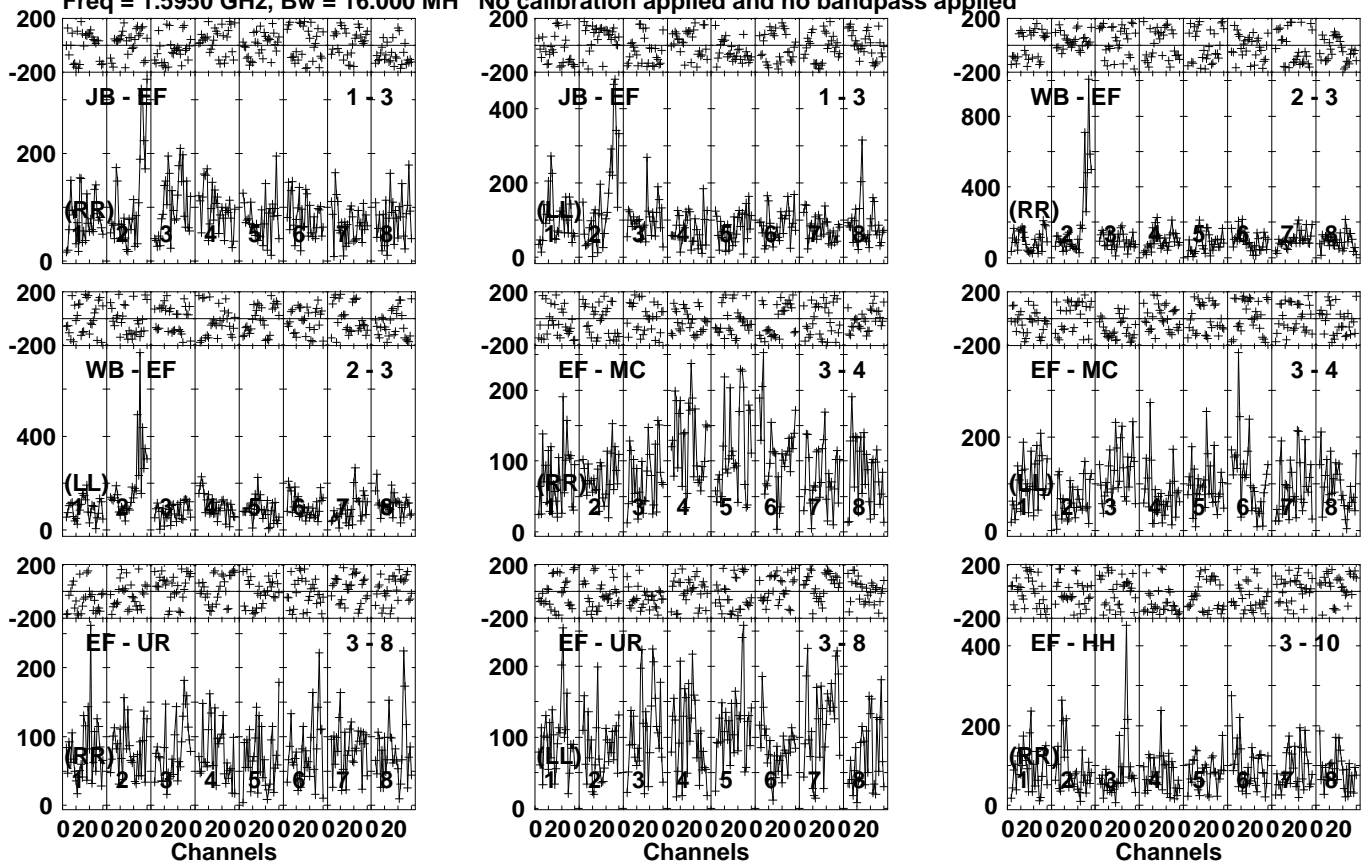 Freq = 1.5950 GHz, Bw = 16.000 MH No calibration applied and no bandpass applied
200 200 200
-200 -200 -200
JB - EF 1 - 3 JB - EF 1 - 3 WB - EF 2 - 3
400 800
200 200 400
(RR) (LL) (RR)
1 2 3 4 5 6 7 8 1 2 3 4 5 6 7 8 1 2 3 4 5 6 7 8
0 0 0
200 200 200
-200 -200 -200
WB - EF 2 - 3 EF - MC 3 - 4 EF - MC 3 - 4
400 200 200
100
(LL) (RR) (LL)
1 2 3 4 5 6 7 8 1 2 3 4 5 6 7 8 1 2 3 4 5 6 7 8
0 0 0
200 200 200
-200 -200 -200
EF - UR 3 - 8 EF - UR 3 - 8 EF - HH 3 - 10
200 200 400
100 100 200
(RR) (LL) (RR)
1 2 3 4 5 6 7 8 1 2 3 4 5 6 7 8 1 2 3 4 5 6 7 8
0 0 0
0 20 0 20 0 20 0 20 0 20 0 20 0 20 0 20 0 20 0 20 0 20 0 20 0 20 0 20 0 20 0 20 0 20 0 20 0 20 0 20 0 20 0 20 0 20 0 20
Channels Channels Channels